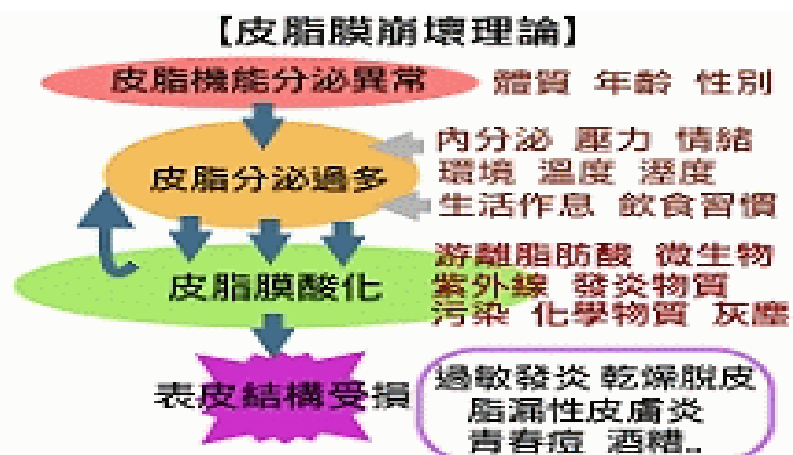 【皮脂膜崩壞理論】
皮脂機能分泌異常 體質 年齡 性別
內分泌 壓力 情緒
皮脂分泌過多 環境 溫度 溼度
生活作息 飲食習慣
游離脂肪酸 微生物
皮脂膜酸化 紫外線 發炎物質
污染 化學物質 灰塵
表皮結構受損 過敏發炎 乾燥脫皮
脂漏性皮膚炎
青春痘 酒糟..